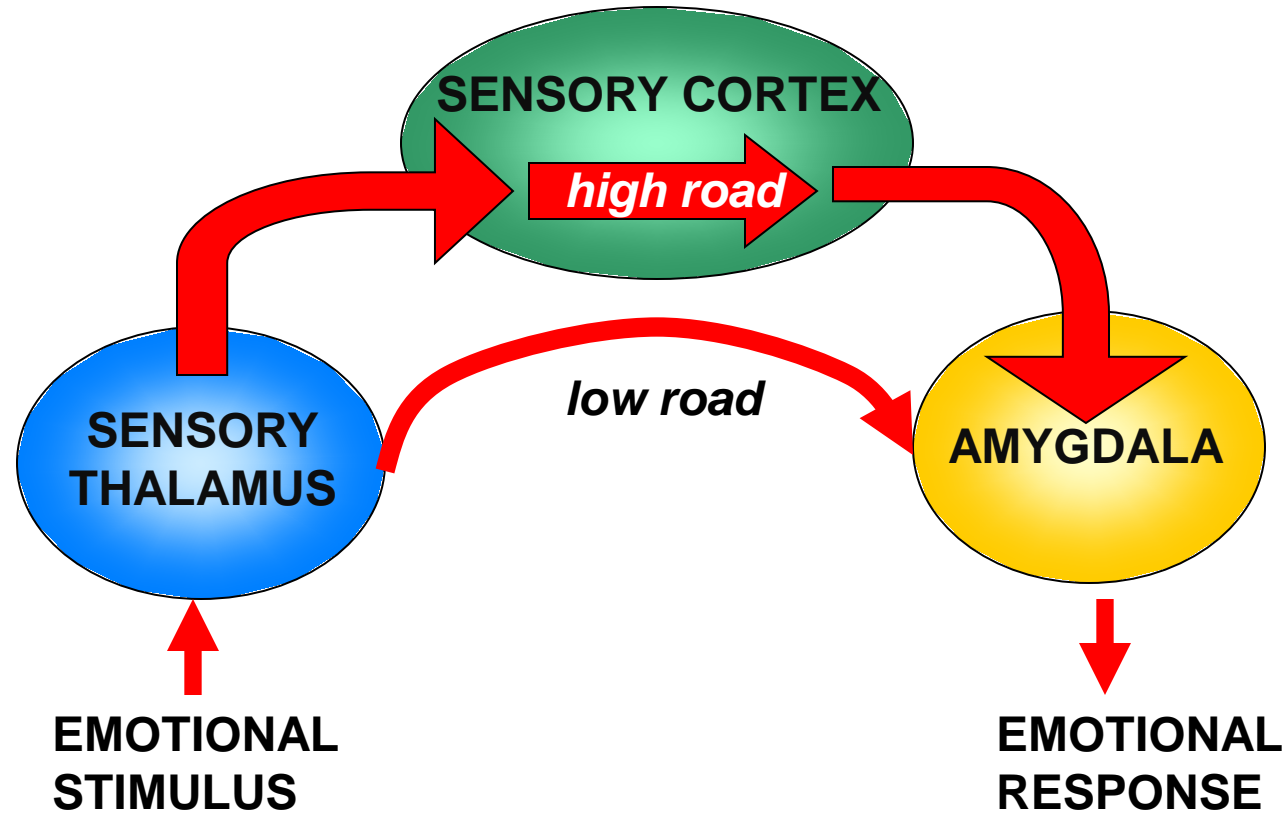 SENSORY CORTEX
high road
low road
SENSORY
THALAMUS
AMYGDALA
EMOTIONAL
STIMULUS
EMOTIONAL
RESPONSE